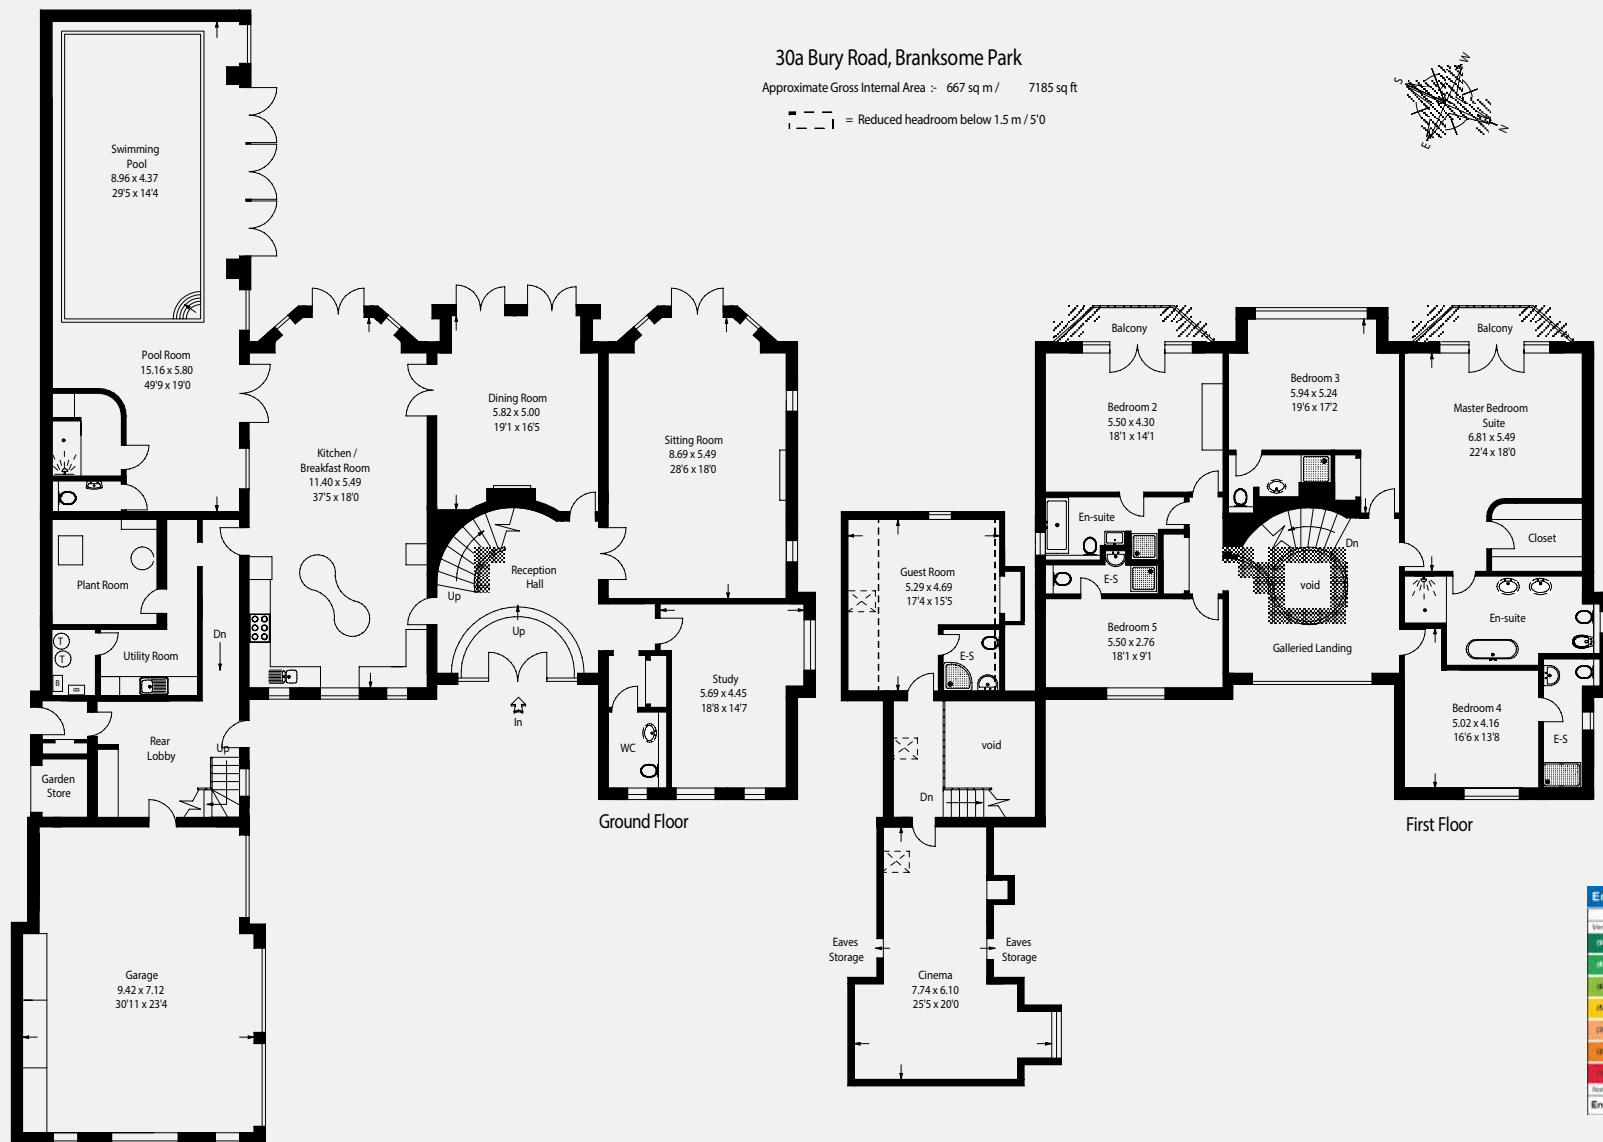 30a Bury Road, Branksome Park
Approximate Gross Internal Area :- 667 sq m / 7185 sq ft
= Reduced headroom below 1.5 m / 5'0
S
W
N
E
Swimming
Pool
8.96 x 4.37
29'5 x 14'4
Pool Room
15.16 x 5.80
49'9 x 19'0
Kitchen /
Breakfast Room
11.40 x 5.49
37'5 x 18'0
Dining Room
5.82 x 5.00
19'1 x 16'5
Sitting Room
8.69 x 5.49
28'6 x 18'0
Plant Room
Reception
Hall
Up
Up
Dn
T
T
B
Utility Room
Study
5.69 x 4.45
18'8 x 14'7
In
WC
Rear
Lobby
Up
Garden
Store
Ground Floor
Garage
9.42 x 7.12
30'11 x 23'4
Balcony
Balcony
Bedroom 2
5.50 x 4.30
18'1 x 14'1
Bedroom 3
5.94 x 5.24
19'6 x 17'2
Master Bedroom
Suite
6.81 x 5.49
22'4 x 18'0
En-suite
Closet
Dn
E-S
void
En-suite
Bedroom 5
5.50 x 2.76
18'1 x 9'1
Galleried Landing
Bedroom 4
5.02 x 4.16
16'6 x 13'8
E-S
First Floor
Guest Room
5.29 x 4.69
17'4 x 15'5
E-S
void
Dn
Eaves
Storage
Eaves
Storage
Cinema
7.74 x 6.10
25'5 x 20'0